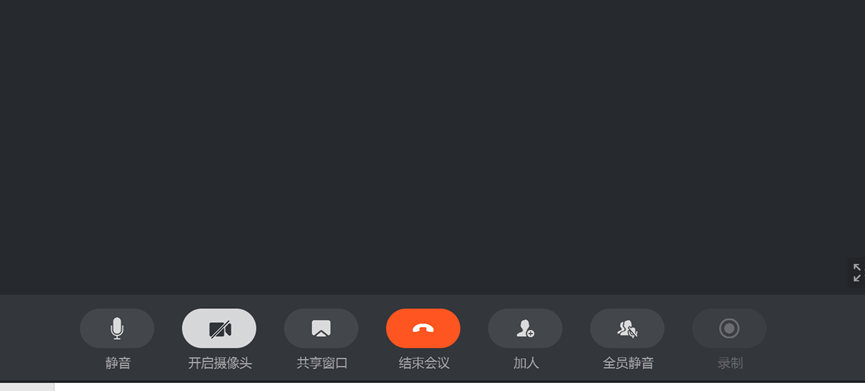 静音
开启摄像头
共享窗口
结束会议
加人
全员静音
录制